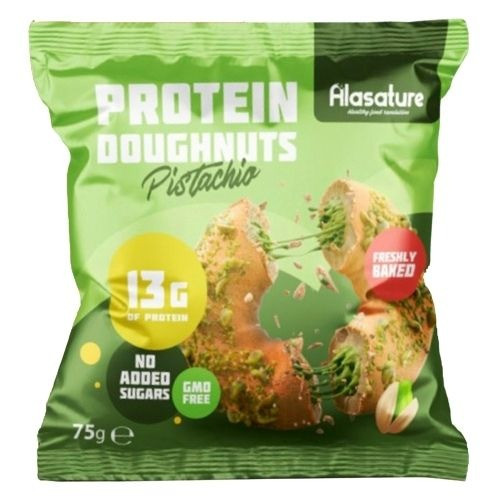 Alasature
Healthy food revolution
PROTEIN
DOUGHNUTS
Pistachio
13G
OF PROTEIN
FRESHLY
BAKED
NO
ADDED
SUGARS
GMO
FREE
75g e